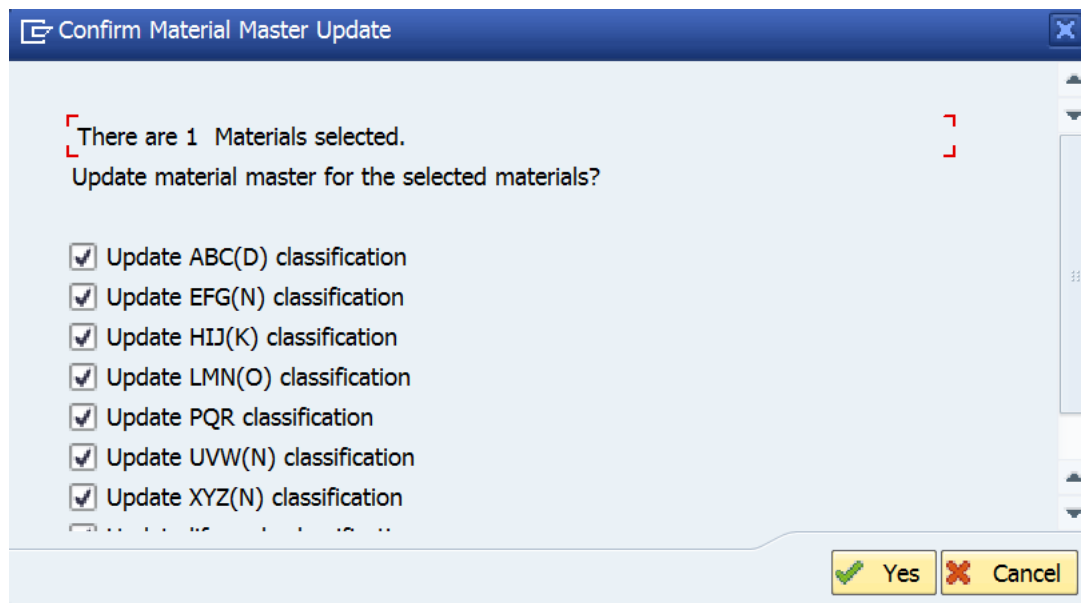 Confirm Material Master Update
There are 1 Materials selected.
Update material master for the selected materials?
Update ABC(D) classification
Update EFG(N) classification
Update HIJ(K) classification
Update LMN(O) classification
Update PQR classification
Update UVW(N) classification
Update XYZ(N) classification
Yes Cancel